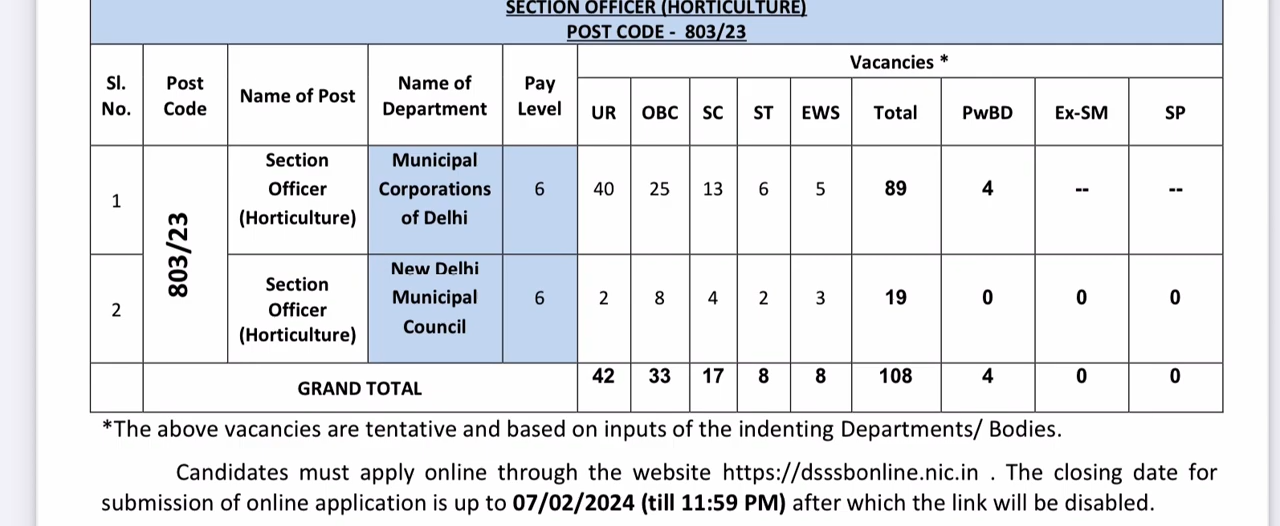 SECTION OFFICER (HORTICULTURE)
POST CODE - 803/23
Sl. No. Post Code Name of Post Name of Department Pay Level Vacancies *
UR OBC SC ST EWS Total PwBD Ex-SM SP
1 803/23 Section Officer (Horticulture) Municipal Corporations of Delhi 6 40 25 13 6 5 89 4 -- --
2 Section Officer (Horticulture) New Delhi Municipal Council 6 2 8 4 2 3 19 0 0 0
GRAND TOTAL 42 33 17 8 8 108 4 0 0
*The above vacancies are tentative and based on inputs of the indenting Departments/ Bodies.
Candidates must apply online through the website https://dsssbonline.nic.in . The closing date for
submission of online application is up to 07/02/2024 (till 11:59 PM) after which the link will be disabled.